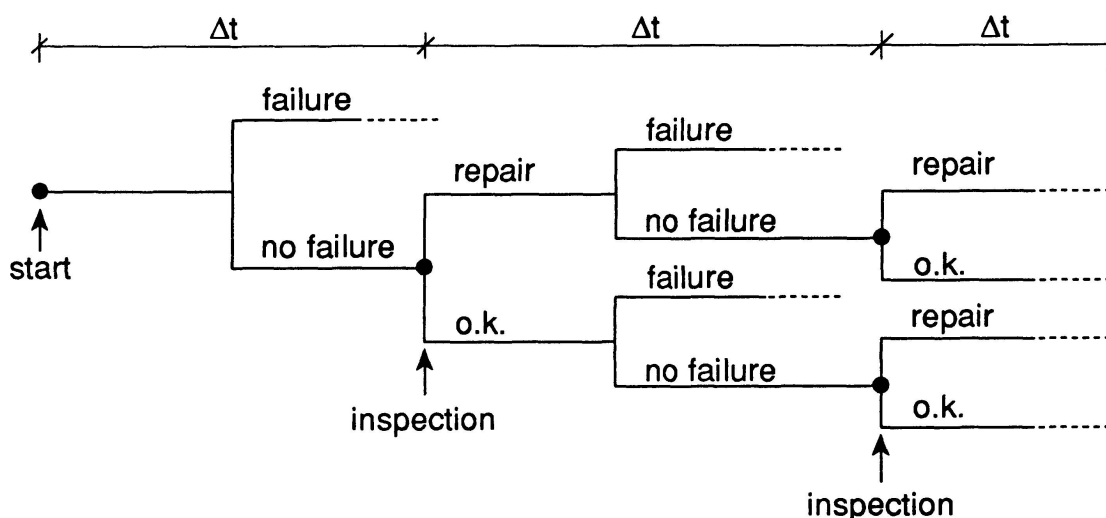 Δt Δt Δt
failure
failure
repair repair
no failure no failure
start
failure o.k.
o.k. repair
no failure
inspection o.k.
inspection